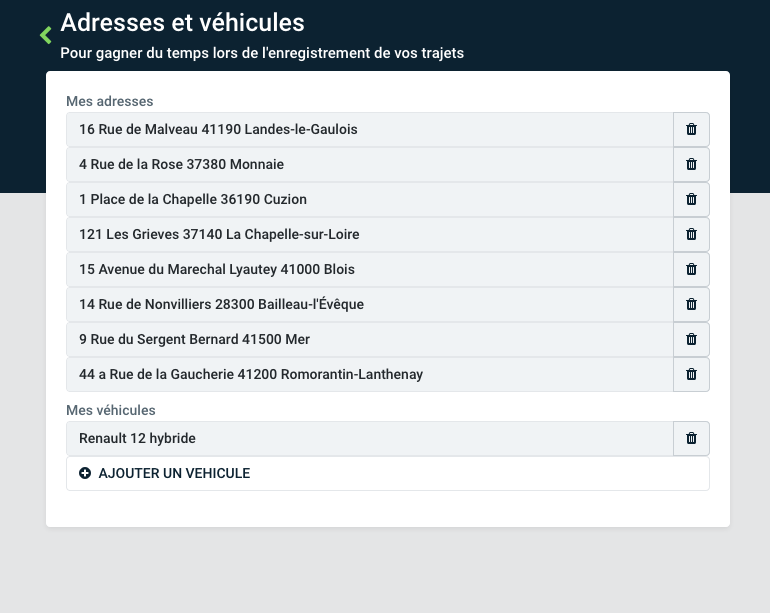 Adresses et véhicules
Pour gagner du temps lors de l'enregistrement de vos trajets
Mes adresses
16 Rue de Malveau 41190 Landes-le-Gaulois
4 Rue de la Rose 37380 Monnaie
1 Place de la Chapelle 36190 Cuzion
121 Les Grieves 37140 La Chapelle-sur-Loire
15 Avenue du Marechal Lyautey 41000 Blois
14 Rue de Nonvilliers 28300 Bailleau-l'Évêque
9 Rue du Sergent Bernard 41500 Mer
44 a Rue de la Gaucherie 41200 Romorantin-Lanthenay
Mes véhicules
Renault 12 hybride
AJOUTER UN VEHICULE